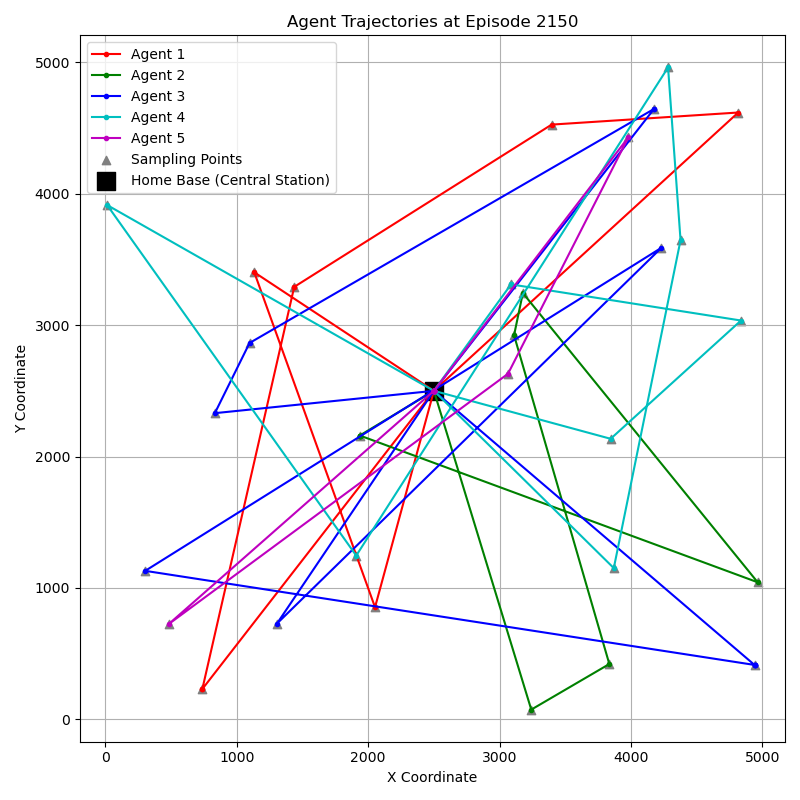 Agent Trajectories at Episode 2150
Agent 1
Agent 2
Agent 3
Agent 4
Agent 5
Sampling Points
Home Base (Central Station)
5000
4000
3000
2000
1000
0
Y Coordinate
0 1000 2000 3000 4000 5000
X Coordinate